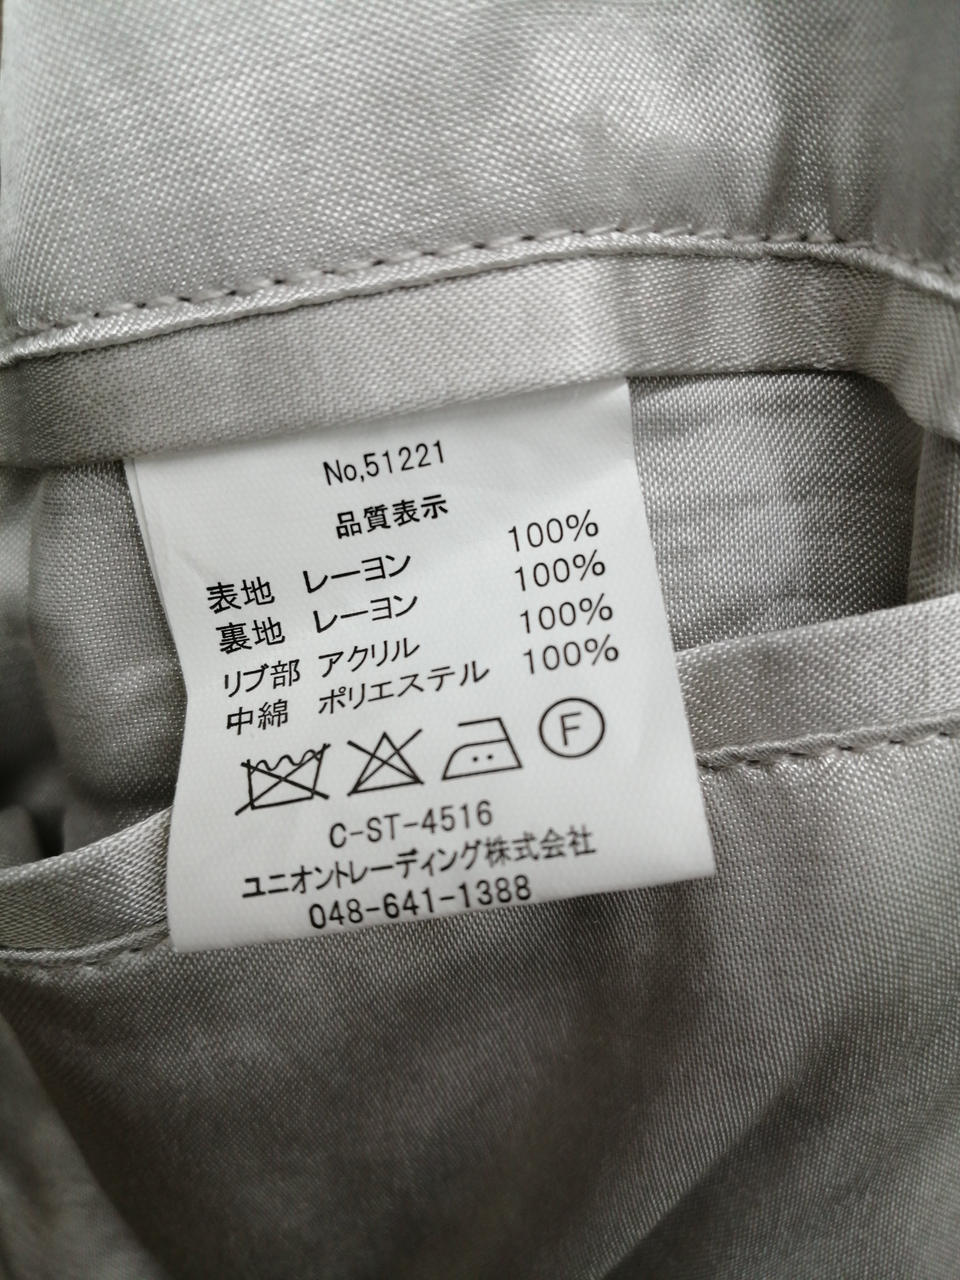 No,51221
品質表示
表地 レーヨン 100%
裏地 レーヨン 100%
リブ部 アクリル 100%
中綿 ポリエステル 100%
F
C-ST-4516
ユニオントレーディング株式会社
048-641-1388